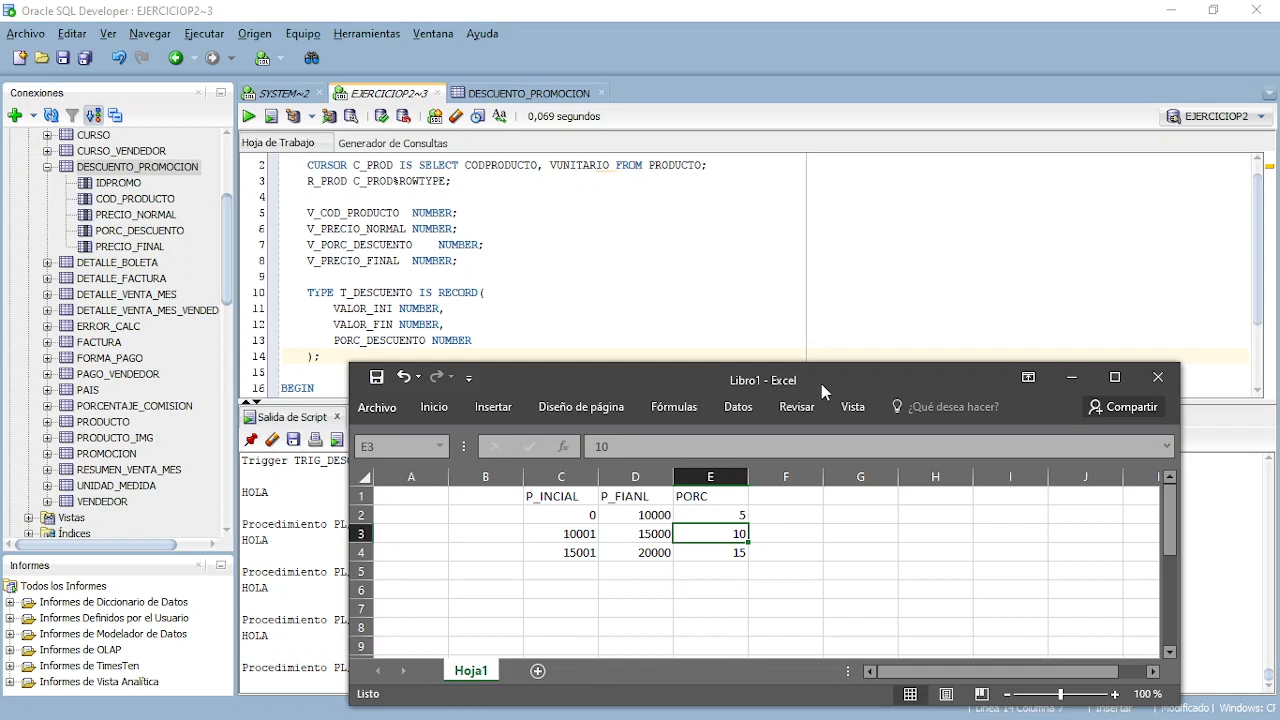 Oracle SQL Developer : EJERCICIOP2~3
Archivo Editar Ver Navegar Ejecutar Origen Equipo Herramientas Ventana Ayuda
Conexiones
CURSO
CURSO_VENDEDOR
DESCUENTO_PROMOCION
IDPROMO
COD_PRODUCTO
PRECIO_NORMAL
PORC_DESCUENTO
PRECIO_FINAL
DETALLE_BOLETA
DETALLE_FACTURA
DETALLE_VENTA_MES
DETALLE_VENTA_MES_VENDED
ERROR_CALC
FACTURA
FORMA_PAGO
PAGO_VENDEDOR
PAIS
PORCENTAJE_COMISION
PRODUCTO
PRODUCTO_IMG
PROMOCION
RESUMEN_VENTA_MES
UNIDAD_MEDIDA
VENDEDOR
Vistas
Índices
Informes
Todos los Informes
Informes de Diccionario de Datos
Informes Definidos por el Usuario
Informes de Modelador de Datos
Informes de OLAP
Informes de TimesTen
Informes de Vista Analítica
SYSTEM~2 EJERCICIOP2~3 DESCUENTO_PROMOCION
0,069 segundos
EJERCICIOP2
Hoja de Trabajo Generador de Consultas
2 CURSOR C_PROD IS SELECT CODPRODUCTO, VUNITARIO FROM PRODUCTO;
3 R_PROD C_PROD%ROWTYPE;
4
5 V_COD_PRODUCTO NUMBER;
6 V_PRECIO_NORMAL NUMBER;
7 V_PORC_DESCUENTO NUMBER;
8 V_PRECIO_FINAL NUMBER;
9
10 TYPE T_DESCUENTO IS RECORD(
11 VALOR_INI NUMBER,
12 VALOR_FIN NUMBER,
13 PORC_DESCUENTO NUMBER
14 );
15
16 BEGIN
Salida de Script
Trigger TRIG_DES
HOLA
Procedimiento PL
HOLA
Procedimiento PL
HOLA
Procedimiento PL
HOLA
Procedimiento PL
Libro1 - Excel
Archivo Inicio Insertar Diseño de página Fórmulas Datos Revisar Vista ¿Qué desea hacer? Compartir
E3 fx 10
A B C D E F G H I J
1 P_INCIAL P_FIANL PORC
2 0 10000 5
3 10001 15000 10
4 15001 20000 15
5
6
7
8
9
Hoja1
Listo 100 %
Línea 14 Columna 7 Insertar Modificado Windows: CF